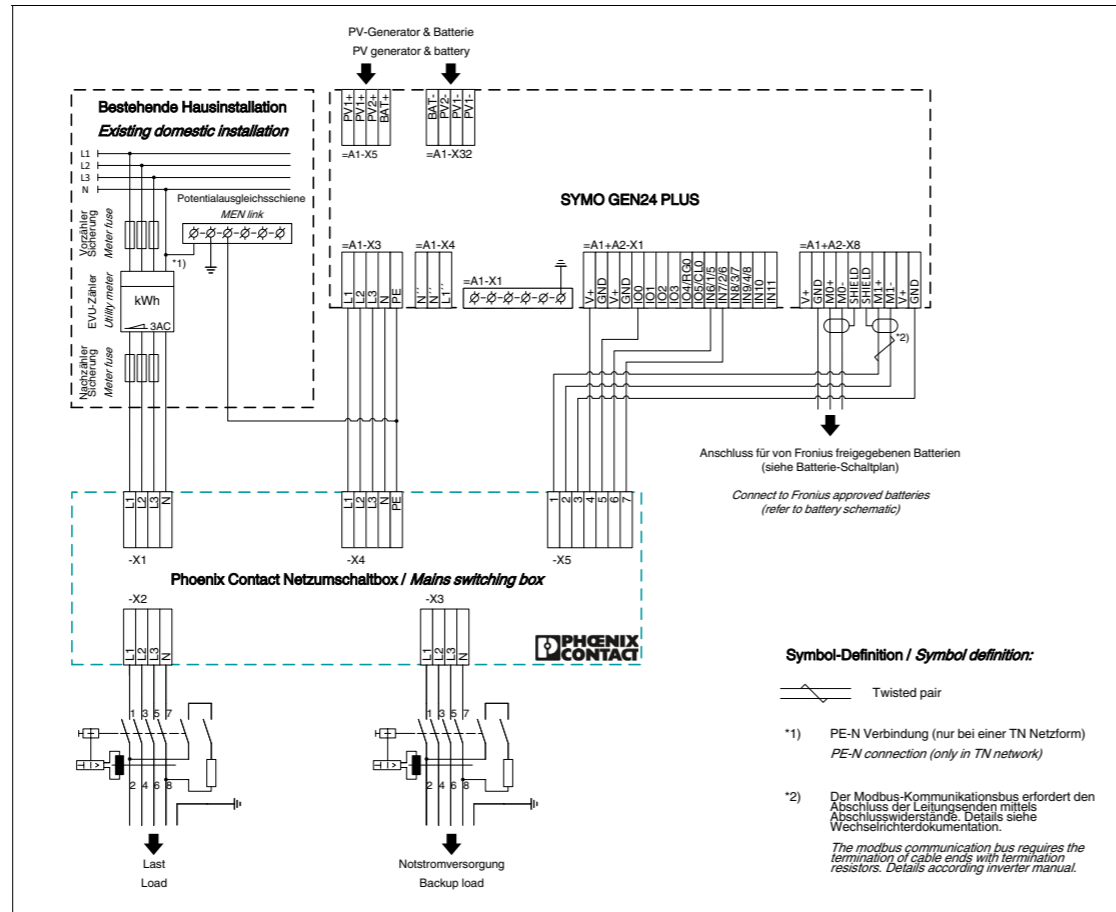 PV-Generator & Batterie
PV generator & battery
Bestehende Hausinstallation
Existing domestic installation
L1
L2
L3
N
Potentialausgleichsschiene
MEN link
*1)
Vorzähler
Sicherung
Meter fuse
EVU-Zähler
Utility meter
kWh
3AC
Nachzähler
Sicherung
Meter fuse
PV1+
PV1+
PV2+
BAT+
=A1-X5
BAT-
PV2-
PV1-
PV1-
=A1-X32
SYMO GEN24 PLUS
=A1-X3
L1
L2
L3
N
PE
=A1-X4
N´´
N´´
L1´´
=A1-X1
=A1+A2-X1
V+
GND
V+
GND
IO0
IO1
IO2
IO3
IO4/RG0
IO5/CL0
IN6/1/5
IN7/2/6
IN8/3/7
IN9/4/8
IN10
IN11
=A1+A2-X8
V+
GND
M0+
M0-
SHIELD
SHIELD
M1+
M1-
V+
GND
*2)
Anschluss für von Fronius freigegebenen Batterien
(siehe Batterie-Schaltplan)
Connect to Fronius approved batteries
(refer to battery schematic)
L1
L2
L3
N
-X1
L1
L2
L3
N
PE
-X4
1
2
3
4
5
6
7
-X5
Phoenix Contact Netzumschaltbox / Mains switching box
-X2
L1
L2
L3
N
-X3
L1
L2
L3
N
PHŒNIX
CONTACT
1 3 5 7
2 4 6 8
1 3 5 7
2 4 6 8
Last
Load
Notstromversorgung
Backup load
Symbol-Definition / Symbol definition:
Twisted pair
*1) PE-N Verbindung (nur bei einer TN Netzform)
PE-N connection (only in TN network)
*2) Der Modbus-Kommunikationsbus erfordert den
Abschluss der Leitungsenden mittels
Abschlusswiderstände. Details siehe
Wechselrichterdokumentation.
The modbus communication bus requires the
termination of cable ends with termination
resistors. Details according inverter manual.